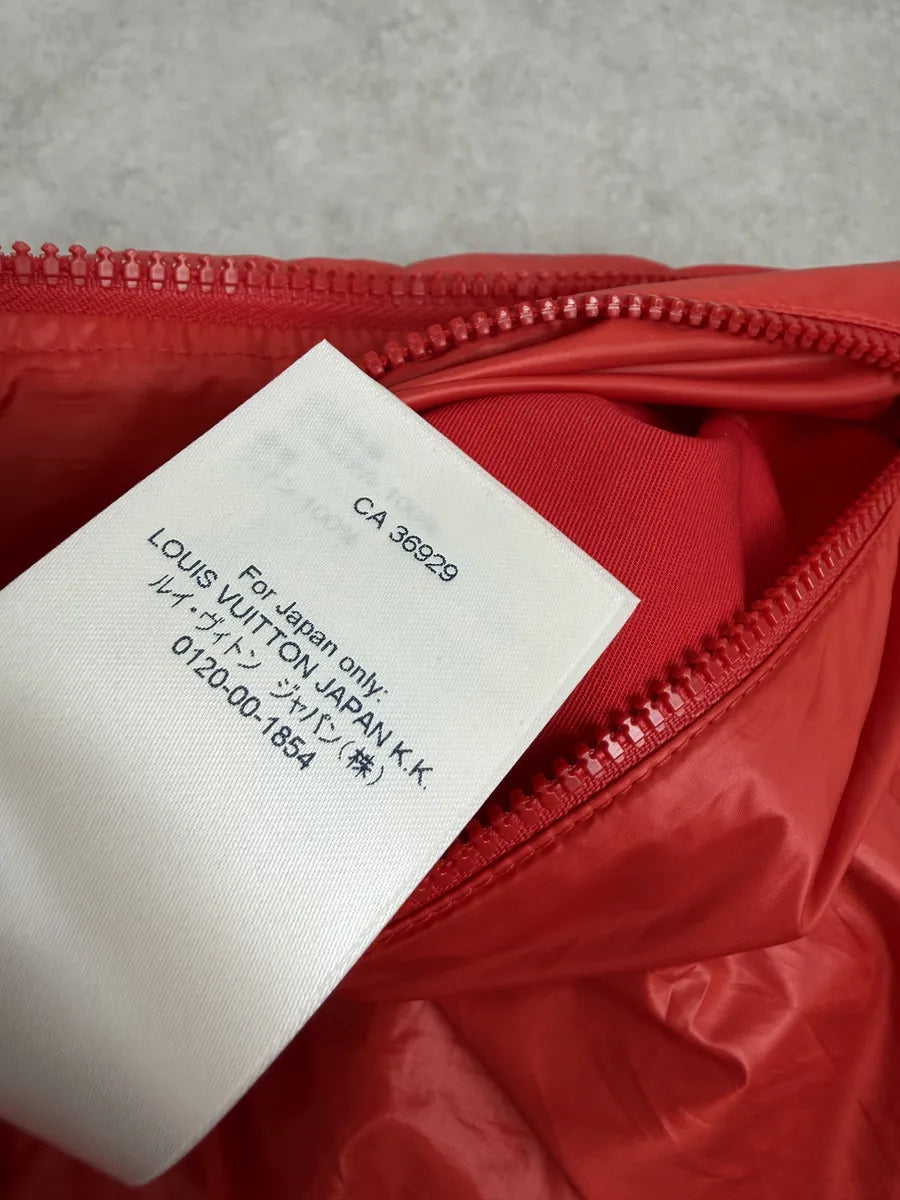 CA 36929
For Japan only:
LOUIS VUITTON JAPAN K.K.
ルイ・ヴィトン ジャパン(株)
0120-00-1854